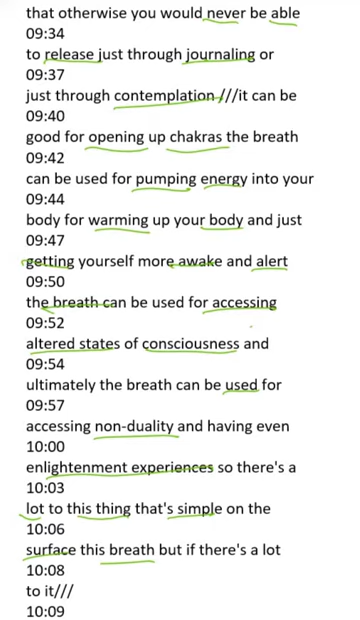 that otherwise you would never be able
09:34
to release just through journaling or
09:37
just through contemplation ///it can be
09:40
good for opening up chakras the breath
09:42
can be used for pumping energy into your
09:44
body for warming up your body and just
09:47
getting yourself more awake and alert
09:50
the breath can be used for accessing
09:52
altered states of consciousness and
09:54
ultimately the breath can be used for
09:57
accessing non-duality and having even
10:00
enlightenment experiences so there's a
10:03
lot to this thing that's simple on the
10:06
surface this breath but if there's a lot
10:08
to it///
10:09